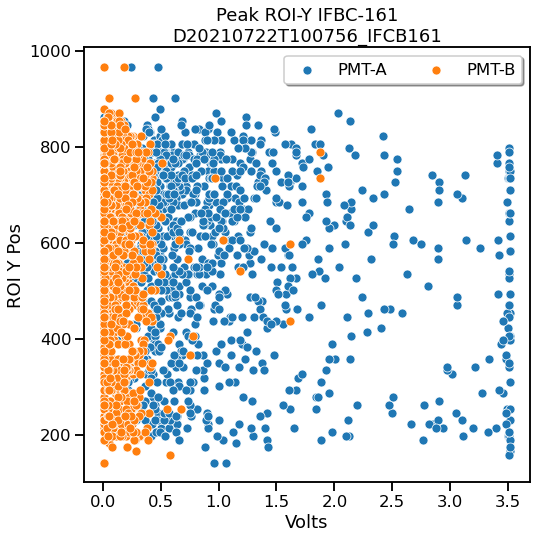 Peak ROI-Y IFBC-161
D20210722T100756_IFCB161
PMT-A PMT-B
1000
800
600
400
200
ROI Y Pos
0.0 0.5 1.0 1.5 2.0 2.5 3.0 3.5
Volts